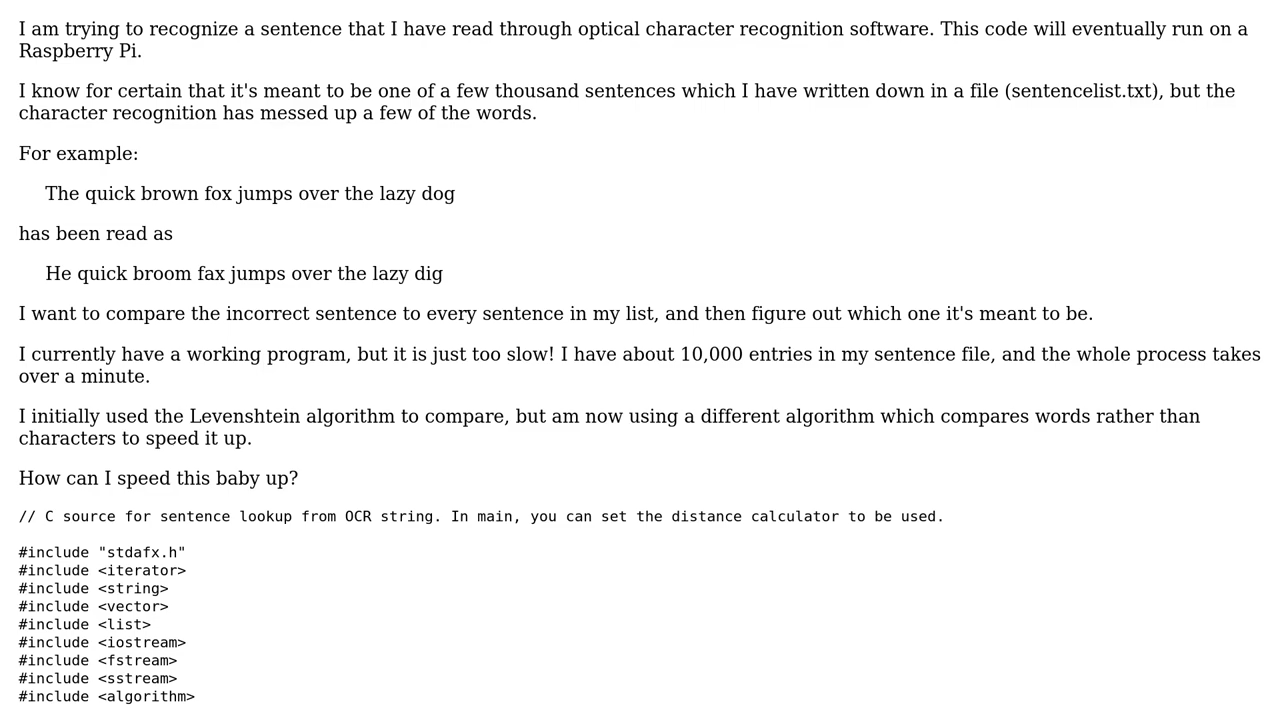 I am trying to recognize a sentence that I have read through optical character recognition software. This code will eventually run on a
Raspberry Pi.
I know for certain that it's meant to be one of a few thousand sentences which I have written down in a file (sentencelist.txt), but the
character recognition has messed up a few of the words.
For example:
The quick brown fox jumps over the lazy dog
has been read as
He quick broom fax jumps over the lazy dig
I want to compare the incorrect sentence to every sentence in my list, and then figure out which one it's meant to be.
I currently have a working program, but it is just too slow! I have about 10,000 entries in my sentence file, and the whole process takes
over a minute.
I initially used the Levenshtein algorithm to compare, but am now using a different algorithm which compares words rather than
characters to speed it up.
How can I speed this baby up?
// C source for sentence lookup from OCR string. In main, you can set the distance calculator to be used.
#include "stdafx.h"
#include <iterator>
#include <string>
#include <vector>
#include <list>
#include <iostream>
#include <fstream>
#include <sstream>
#include <algorithm>